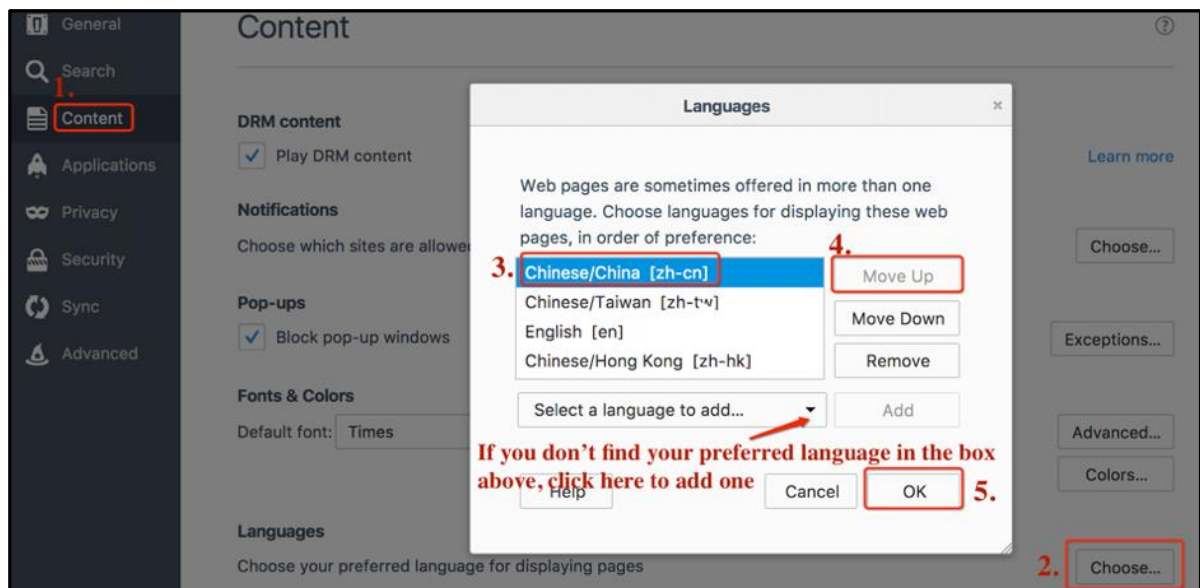 General
Search
1.
Content
Applications
Privacy
Security
Sync
Advanced
Content
DRM content
Play DRM content
Learn more
Notifications
Choose which sites are allowe
Choose...
Pop-ups
Block pop-up windows
Exceptions...
Fonts & Colors
Default font: Times
Advanced...
Colors...
Languages
Choose your preferred language for displaying pages
2. Choose...
Languages
Web pages are sometimes offered in more than one
language. Choose languages for displaying these web
pages, in order of preference:
3. Chinese/China [zh-cn]
Chinese/Taiwan [zh-tw]
English [en]
Chinese/Hong Kong [zh-hk]
4.
Move Up
Move Down
Remove
Select a language to add...
Add
If you don't find your preferred language in the box
above, click here to add one
Help
Cancel
OK 5.